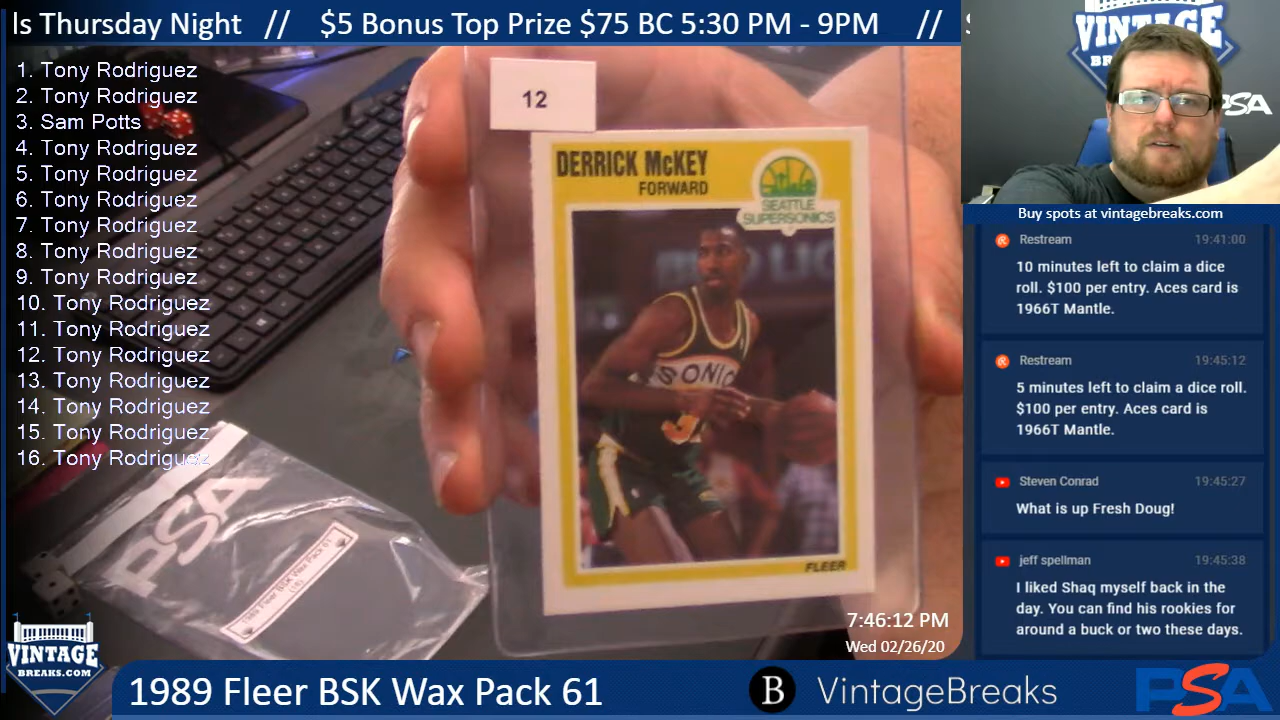 ls Thursday Night // $5 Bonus Top Prize $75 BC 5:30 PM - 9PM //
1. Tony Rodriguez
2. Tony Rodriguez
3. Sam Potts
4. Tony Rodriguez
5. Tony Rodriguez
6. Tony Rodriguez
7. Tony Rodriguez
8. Tony Rodriguez
9. Tony Rodriguez
10. Tony Rodriguez
11. Tony Rodriguez
12. Tony Rodriguez
13. Tony Rodriguez
14. Tony Rodriguez
15. Tony Rodriguez
16. Tony Rodriguez
12
DERRICK McKEY
FORWARD
SEATTLE
SUPERSONICS
SONIC
3
FLEER
PSA
1989 Fleer BSK Wax Pack 61
(16)
VINTAGE
PSA
Buy spots at vintagebreaks.com
Restream 19:41:00
10 minutes left to claim a dice
roll. $100 per entry. Aces card is
1966T Mantle.
Restream 19:45:12
5 minutes left to claim a dice roll.
$100 per entry. Aces card is
1966T Mantle.
Steven Conrad 19:45:27
What is up Fresh Doug!
jeff spellman 19:45:38
I liked Shaq myself back in the
day. You can find his rookies for
around a buck or two these days.
7:46:12 PM
Wed 02/26/20
VINTAGE
BREAKS.COM
1989 Fleer BSK Wax Pack 61
B VintageBreaks
PSA